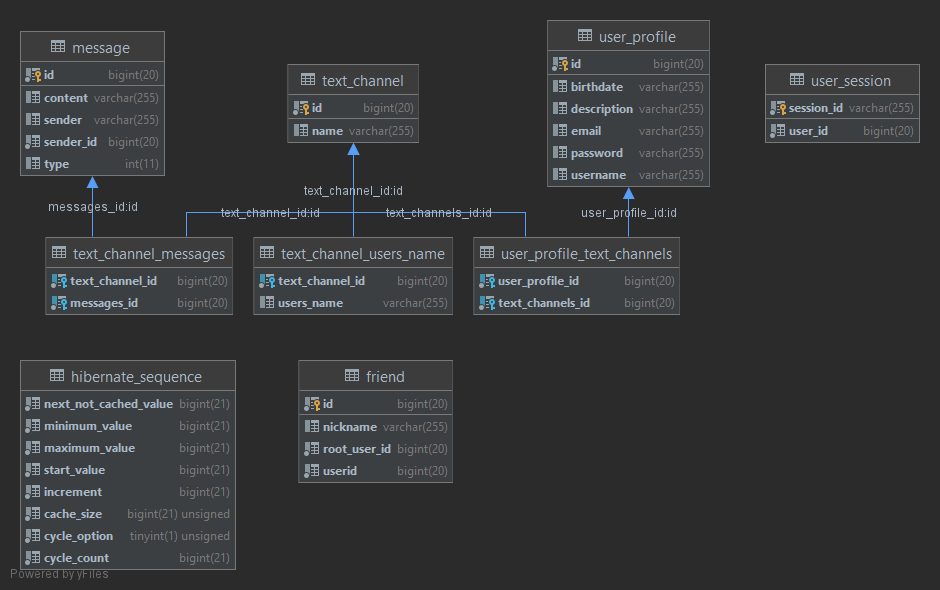 message
id bigint(20)
content varchar(255)
sender varchar(255)
sender_id bigint(20)
type int(11)
text_channel
id bigint(20)
name varchar(255)
user_profile
id bigint(20)
birthdate varchar(255)
description varchar(255)
email varchar(255)
password varchar(255)
username varchar(255)
user_session
session_id varchar(255)
user_id bigint(20)
text_channel_id:id
messages_id:id
text_channel_id:id
text_channels_id:id
user_profile_id:id
text_channel_messages
text_channel_id bigint(20)
messages_id bigint(20)
text_channel_users_name
text_channel_id bigint(20)
users_name varchar(255)
user_profile_text_channels
user_profile_id bigint(20)
text_channels_id bigint(20)
hibernate_sequence
next_not_cached_value bigint(21)
minimum_value bigint(21)
maximum_value bigint(21)
start_value bigint(21)
increment bigint(21)
cache_size bigint(21) unsigned
cycle_option tinyint(1) unsigned
cycle_count bigint(21)
friend
id bigint(20)
nickname varchar(255)
root_user_id bigint(20)
userid bigint(20)
Powered by yFiles